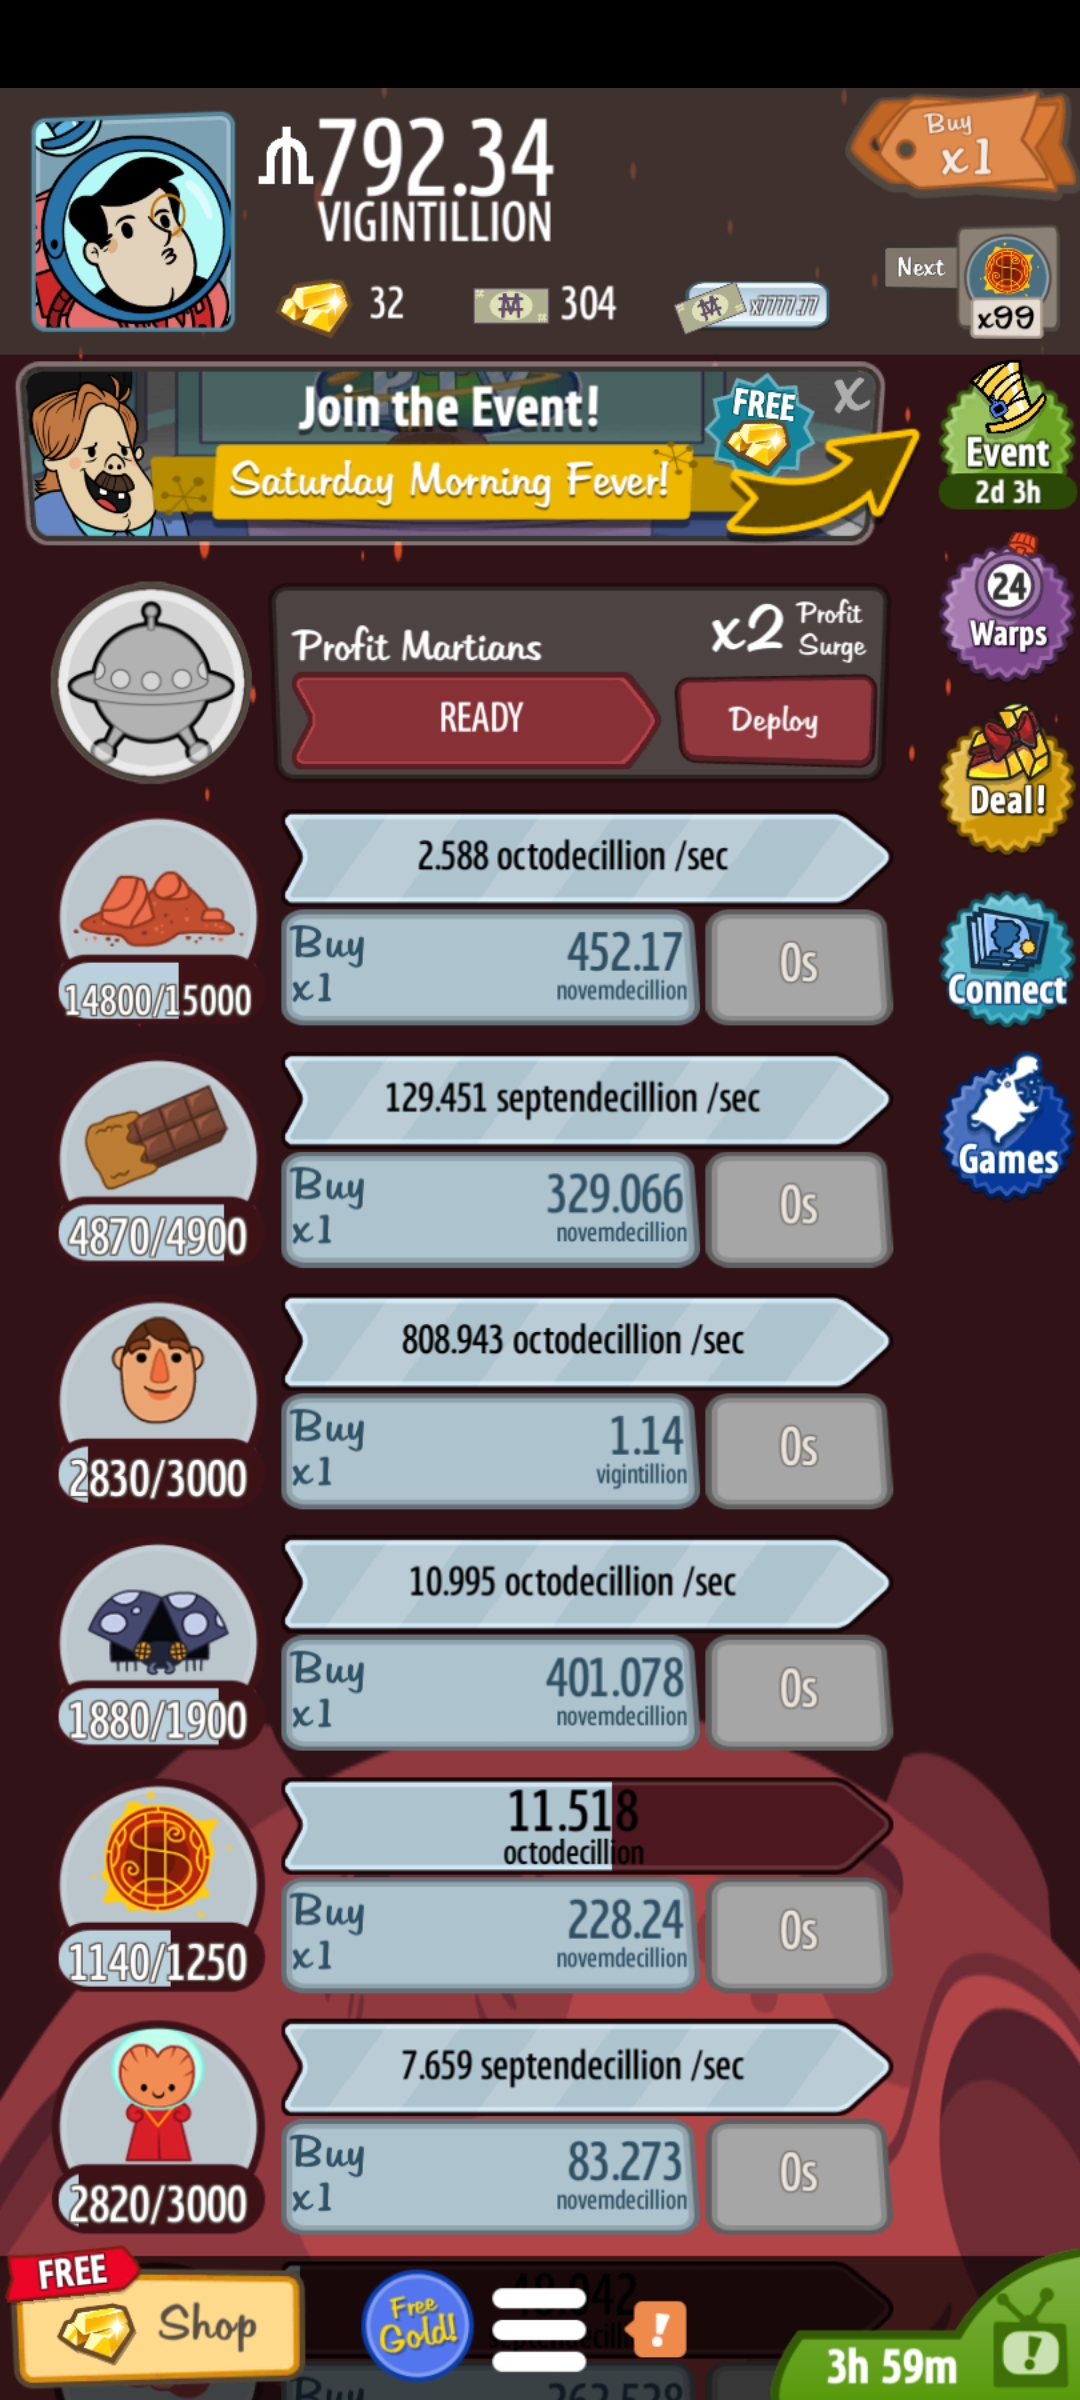 792.34
VIGINTILLION
Buy
x1
32
304
x7777.77
Next
x99
Join the Event!
FREE
X
Saturday Morning Fever!
Event
2d 3h
24
Warps
Profit Martians
x2 Profit
Surge
READY
Deploy
Deal!
2.588 octodecillion /sec
14800/15000
Buy
x1
452.17
novemdecillion
0s
Connect
129.451 septendecillion /sec
4870/4900
Buy
x1
329.066
novemdecillion
0s
Games
808.943 octodecillion /sec
2830/3000
Buy
x1
1.14
vigintillion
0s
10.995 octodecillion /sec
1880/1900
Buy
x1
401.078
novemdecillion
0s
11.518
octodecillion
1140/1250
Buy
x1
228.24
novemdecillion
0s
7.659 septendecillion /sec
2820/3000
Buy
x1
83.273
novemdecillion
0s
FREE
Shop
Free
Gold!
!
3h 59m
!